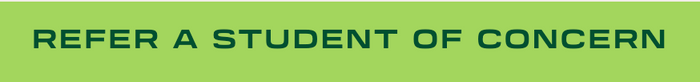 REFER A STUDENT OF CONCERN